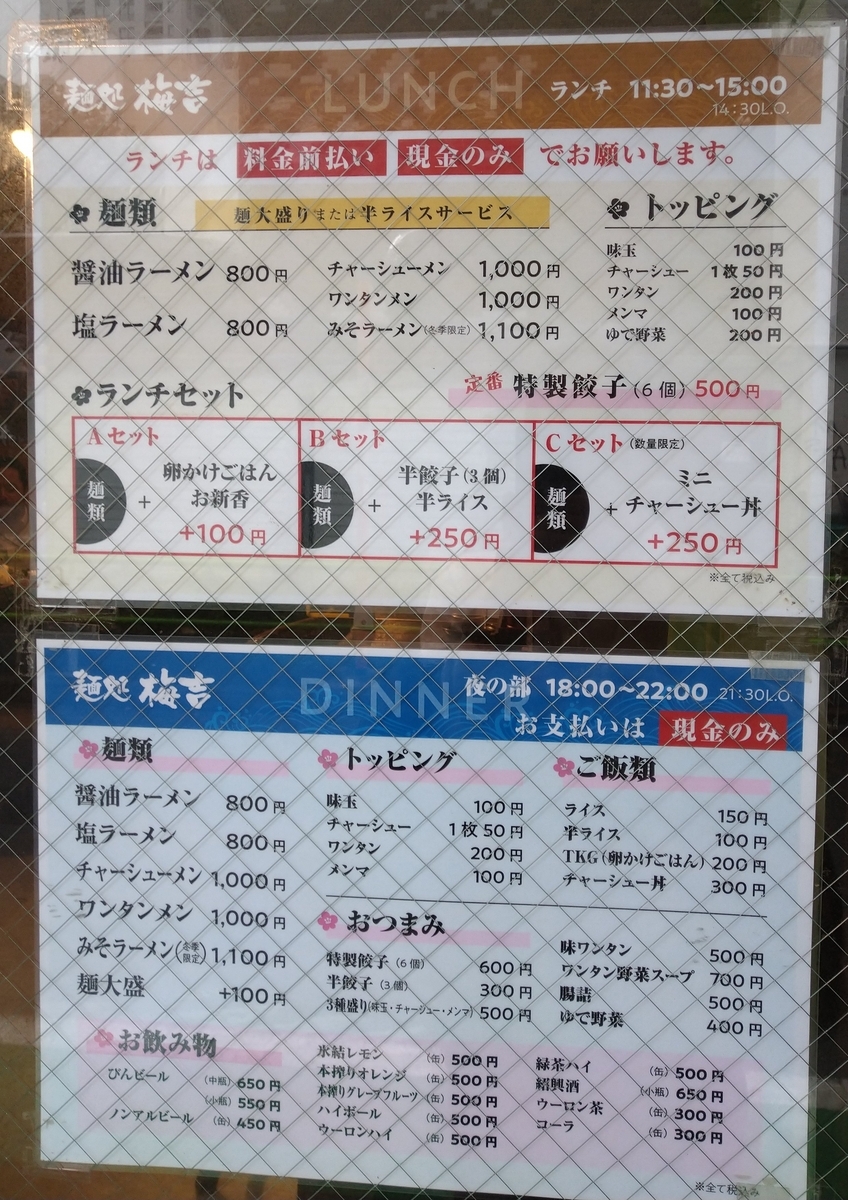 麺処 梅吉 LUNCH ランチ 11:30~15:00
14:30L.O.
ランチは 料金前払い 現金のみ でお願いします。
麺類 麺大盛りまたは半ライスサービス
醤油ラーメン 800円
塩ラーメン 800円
チャーシューメン 1,000円
ワンタンメン 1,000円
みそラーメン(冬季限定) 1,100円
トッピング
味玉 100円
チャーシュー 1枚50円
ワンタン 200円
メンマ 100円
ゆで野菜 200円
ランチセット
定番 特製餃子(6個) 500円
Aセット
麺類 + 卵かけごはん
お新香
+100円
Bセット
麺類 + 半餃子(3個)
半ライス
+250円
Cセット(数量限定)
麺類 + ミニ
チャーシュー丼
+250円
※全て税込み
麺処 梅吉 DINNER 夜の部 18:00~22:00 21:30L.O.
お支払いは 現金のみ
麺類
醤油ラーメン 800円
塩ラーメン 800円
チャーシューメン 1,000円
ワンタンメン 1,000円
みそラーメン(冬季限定) 1,100円
麺大盛 +100円
トッピング
味玉 100円
チャーシュー 1枚50円
ワンタン 200円
メンマ 100円
ご飯類
ライス 150円
半ライス 100円
TKG(卵かけごはん) 200円
チャーシュー丼 300円
おつまみ
特製餃子(6個) 600円
半餃子(3個) 300円
3種盛り(味玉・チャーシュー・メンマ) 500円
味ワンタン 500円
ワンタン野菜スープ 700円
腸詰 500円
ゆで野菜 400円
お飲み物
びんビール (中瓶) 650円
(小瓶) 550円
ノンアルビール (缶) 450円
氷結レモン (缶) 500円
本搾りオレンジ (缶) 500円
本搾りグレープフルーツ (缶) 500円
ハイボール (缶) 500円
ウーロンハイ (缶) 500円
緑茶ハイ (缶) 500円
紹興酒 (小瓶) 650円
ウーロン茶 (缶) 300円
コーラ (缶) 300円
※全て税込み